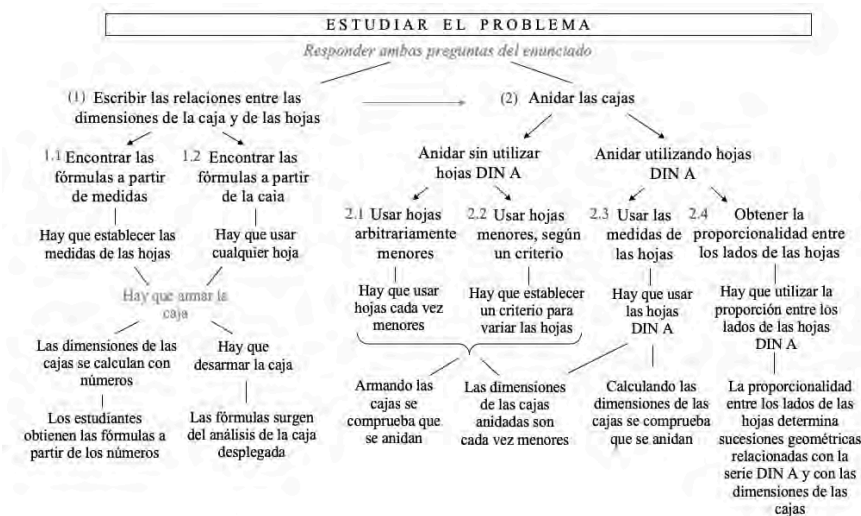 ESTUDIAR EL PROBLEMA
Responder ambas preguntas del enunciado
(1) Escribir las relaciones entre las
dimensiones de la caja y de las hojas
(2) Anidar las cajas
1.1 Encontrar las
fórmulas a partir
de medidas
1.2 Encontrar las
fórmulas a partir
de la caia
Anidar sin utilizar
hojas DIN A
Anidar utilizando hojas
DIN A
Hay que establecer las
medidas de las hojas
Hay que usar
cualquier hoja
2.1 Usar hojas
arbitrariamente
menores
2.2 Usar hojas
menores, según
un criterio
2.3 Usar las
medidas de
las hojas
2.4 Obtener la
proporcionalidad entre
los lados de las hojas
Hay que armar la
caja
Hay que usar
hojas cada vez
menores
Hay que establecer
un criterio para
variar las hojas
Hay que usar
las hojas
DIN A
Hay que utilizar la
proporción entre los
lados de las hojas
DIN A
Las dimensiones de las
cajas se calculan con
números
Hay que
desarmar la caja
Los estudiantes
obtienen las fórmulas a
partir de los números
Las fórmulas surgen
del análisis de la caja
desplegada
Armando las
cajas se
comprueba que
se anidan
Las dimensiones
de las cajas
anidadas son
cada vez menores
Calculando las
dimensiones de las
cajas se comprueba
que se anidan
La proporcionalidad
entre los lados de las
hojas determina
sucesiones geométricas
relacionadas con la
serie DIN A y con las
dimensiones de las
cajas